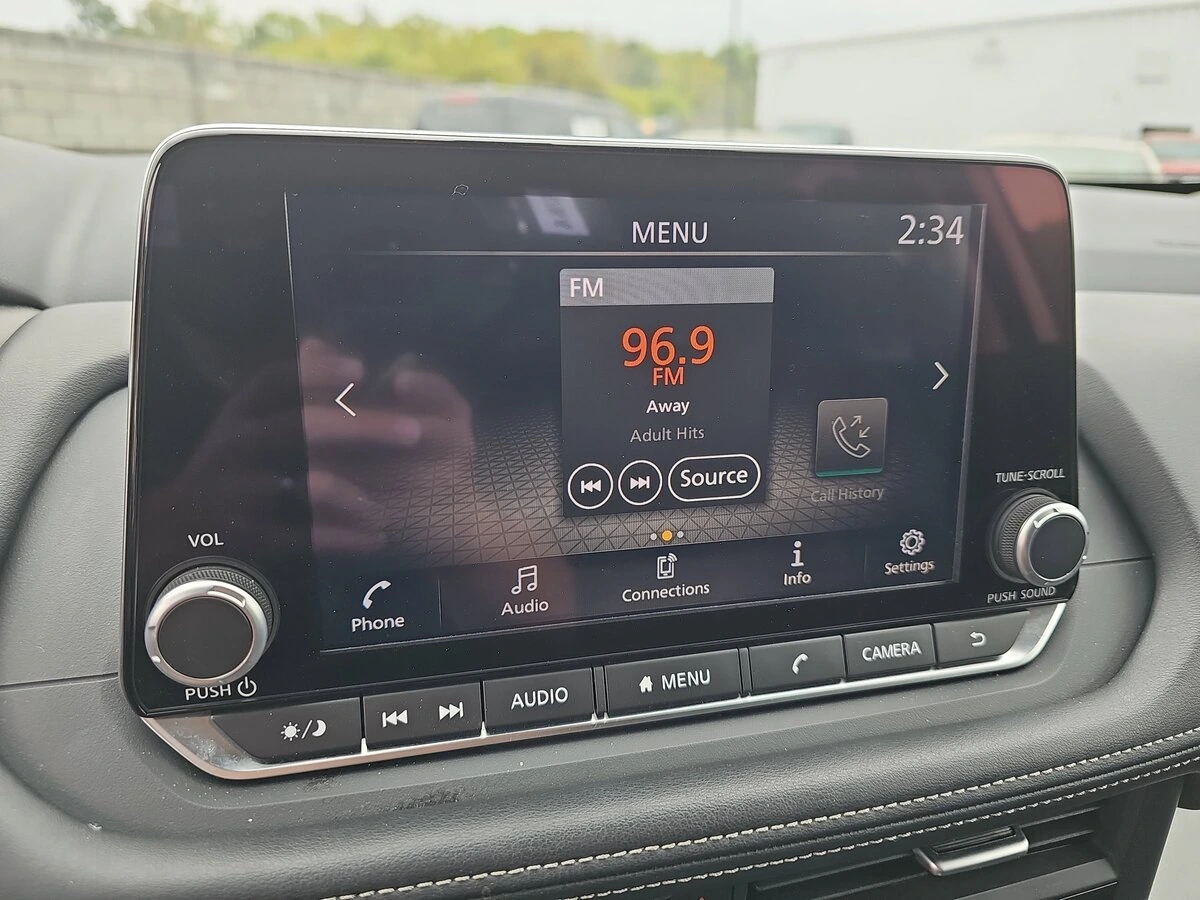 MENU
2:34
FM
96.9
FM
Away
Adult Hits
Source
Call History
Phone
Audio
Connections
Info
Settings
VOL
PUSH
TUNE·SCROLL
PUSH SOUND
AUDIO
MENU
CAMERA